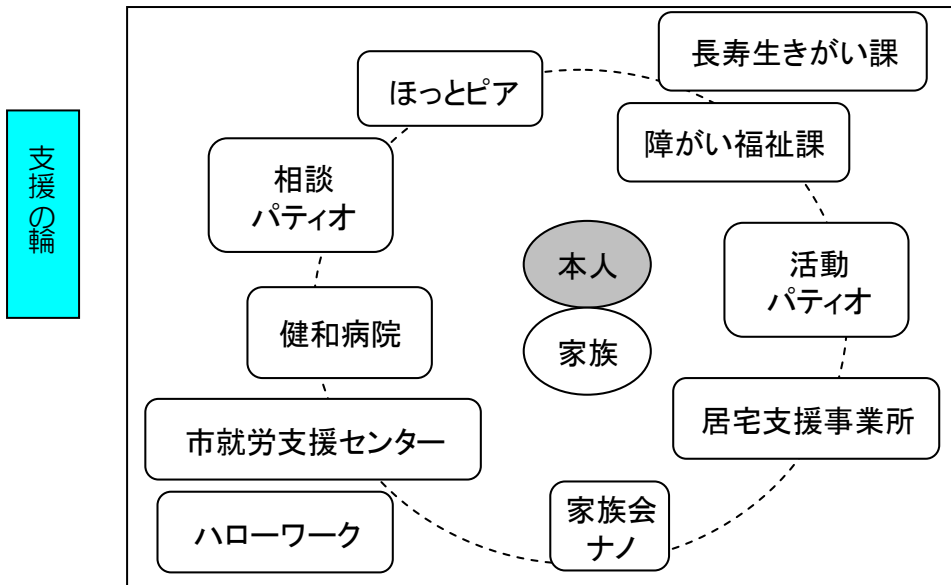 支援の輪
長寿生きがい課
ほっとピア
障がい福祉課
相談
パティオ
本人
活動
パティオ
健和病院
家族
居宅支援事業所
市就労支援センター
家族会
ナノ
ハローワーク